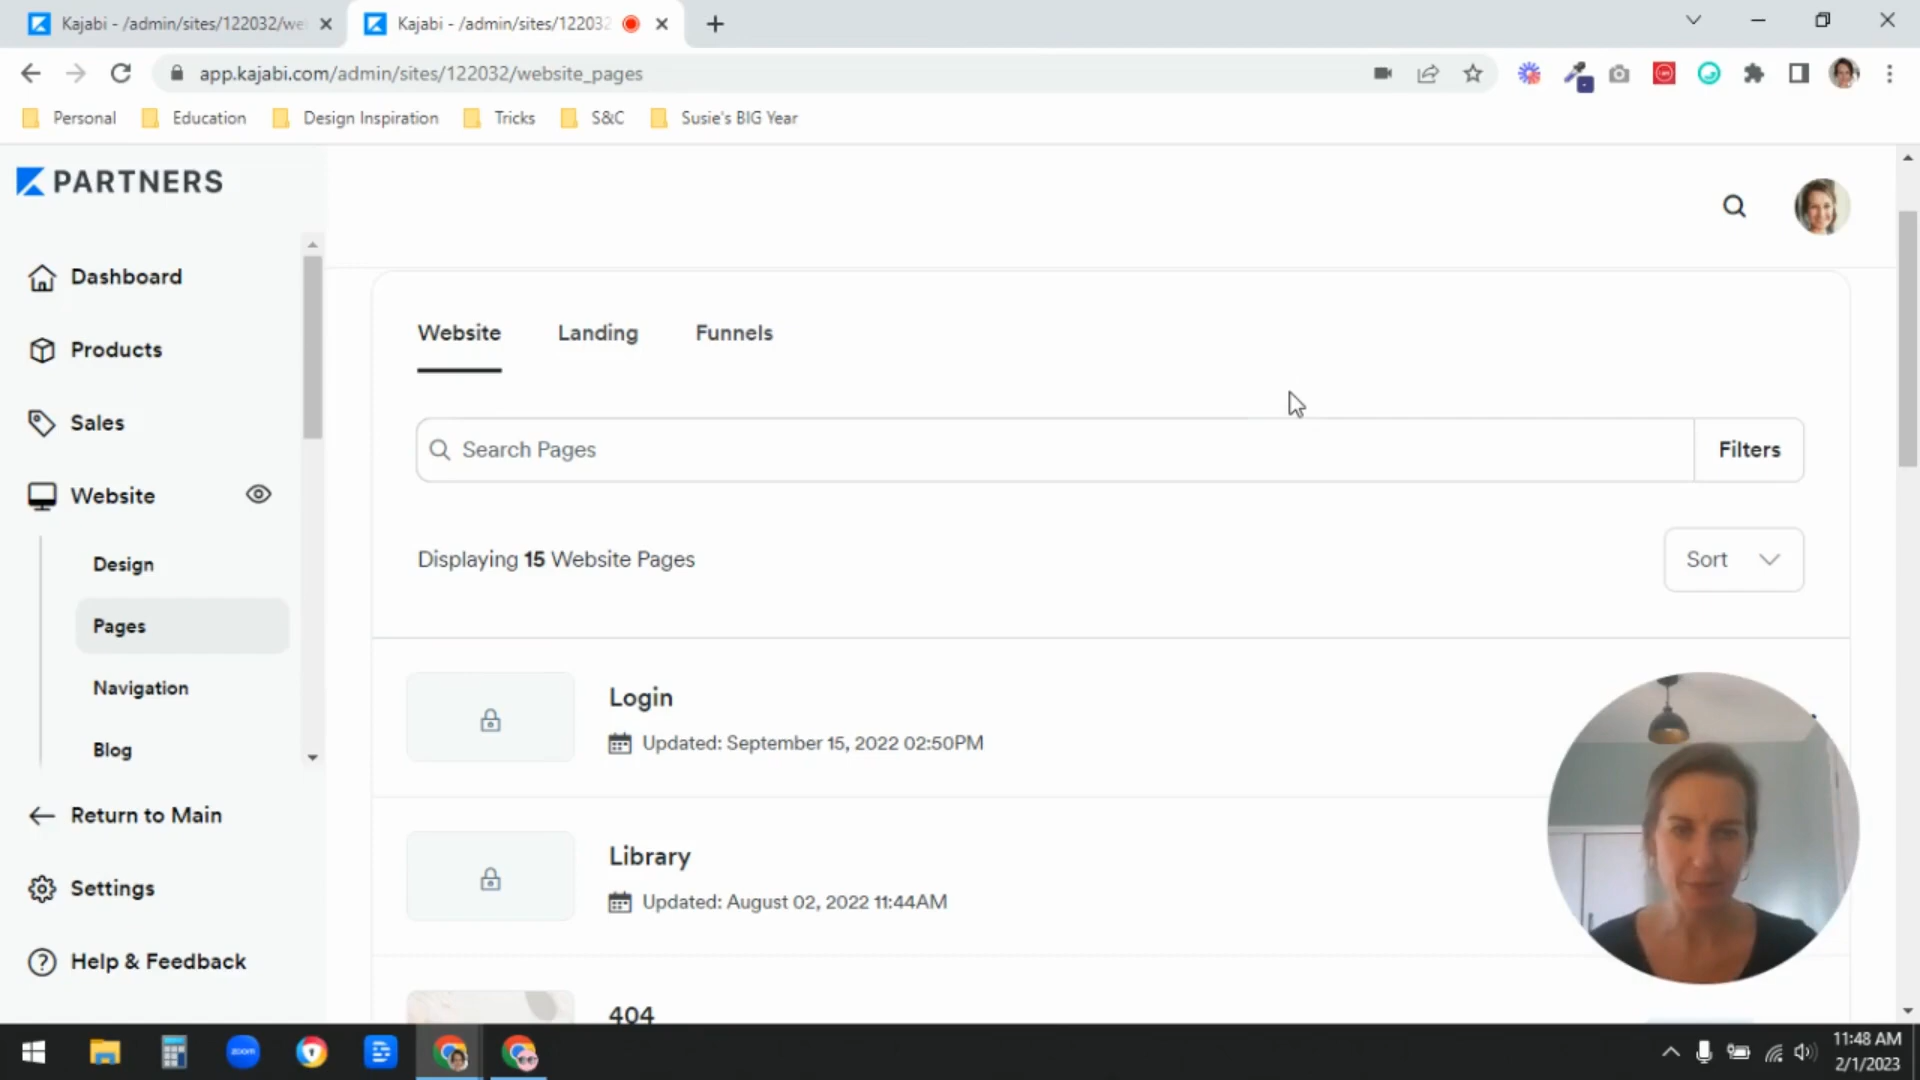 Kajabi - /admin/sites/122032/we
Kajabi - /admin/sites/122032
app.kajabi.com/admin/sites/122032/website_pages
Personal
Education
Design Inspiration
Tricks
S&C
Susie's BIG Year
PARTNERS
Dashboard
Products
Sales
Website
Design
Pages
Navigation
Blog
Return to Main
Settings
Help & Feedback
Website
Landing
Funnels
Search Pages
Filters
Displaying 15 Website Pages
Sort
Login
Updated: September 15, 2022 02:50PM
Library
Updated: August 02, 2022 11:44AM
404
zoom
11:48 AM
2/1/2023